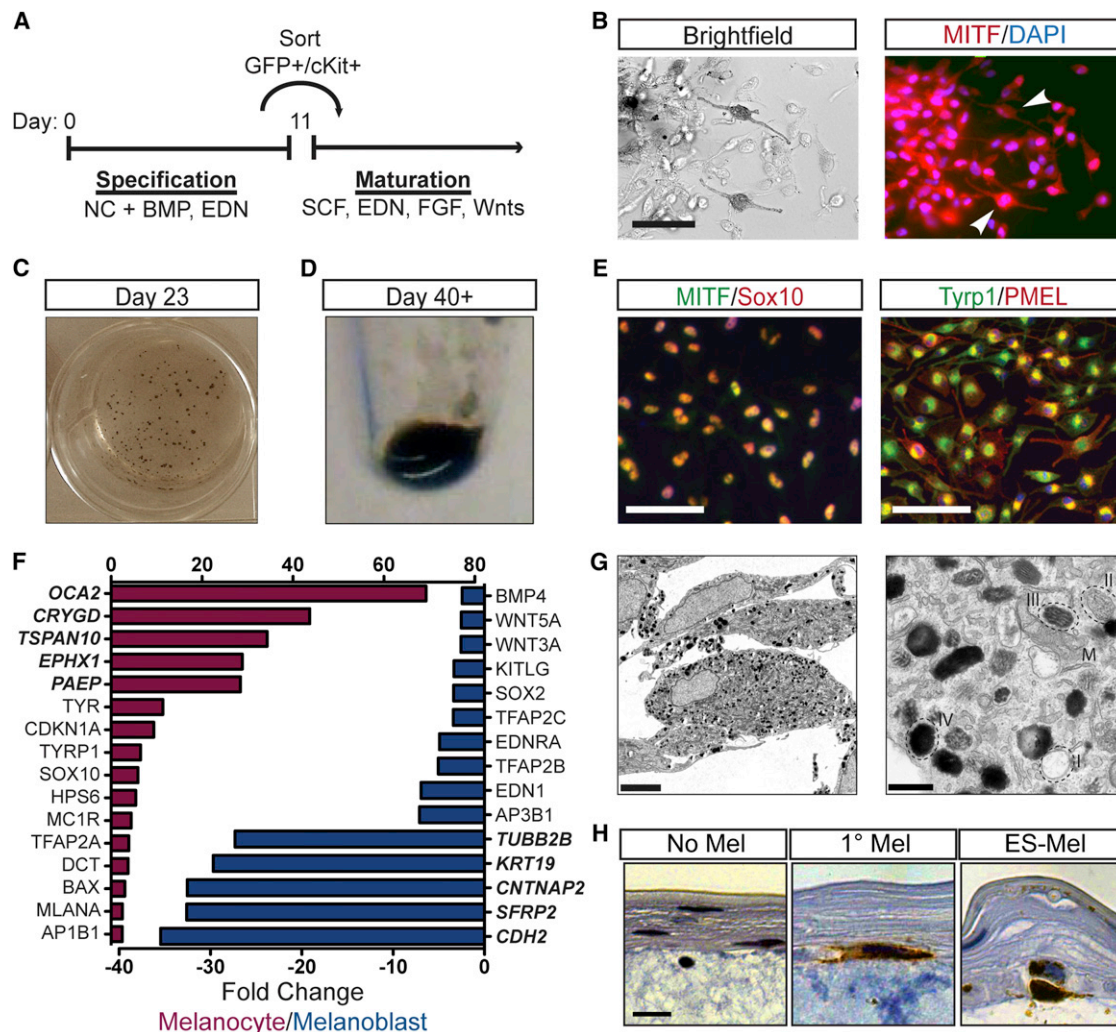 A
Sort
GFP+/cKit+
Day: 0
11
Specification
NC + BMP, EDN
Maturation
SCF, EDN, FGF, Wnts
B
Brightfield
MITF/DAPI
C
Day 23
D
Day 40+
E
MITF/Sox10
Tyrp1/PMEL
F
0 20 40 60 80
OCA2
CRYGD
TSPAN10
EPHX1
PAEP
TYR
CDKN1A
TYRP1
SOX10
HPS6
MC1R
TFAP2A
DCT
BAX
MLANA
AP1B1
BMP4
WNT5A
WNT3A
KITLG
SOX2
TFAP2C
EDNRA
TFAP2B
EDN1
AP3B1
TUBB2B
KRT19
CNTNAP2
SFRP2
CDH2
-40 -30 -20 -10 0
Fold Change
Melanocyte/Melanoblast
G
II
III
M
IV
I
H
No Mel
1° Mel
ES-Mel